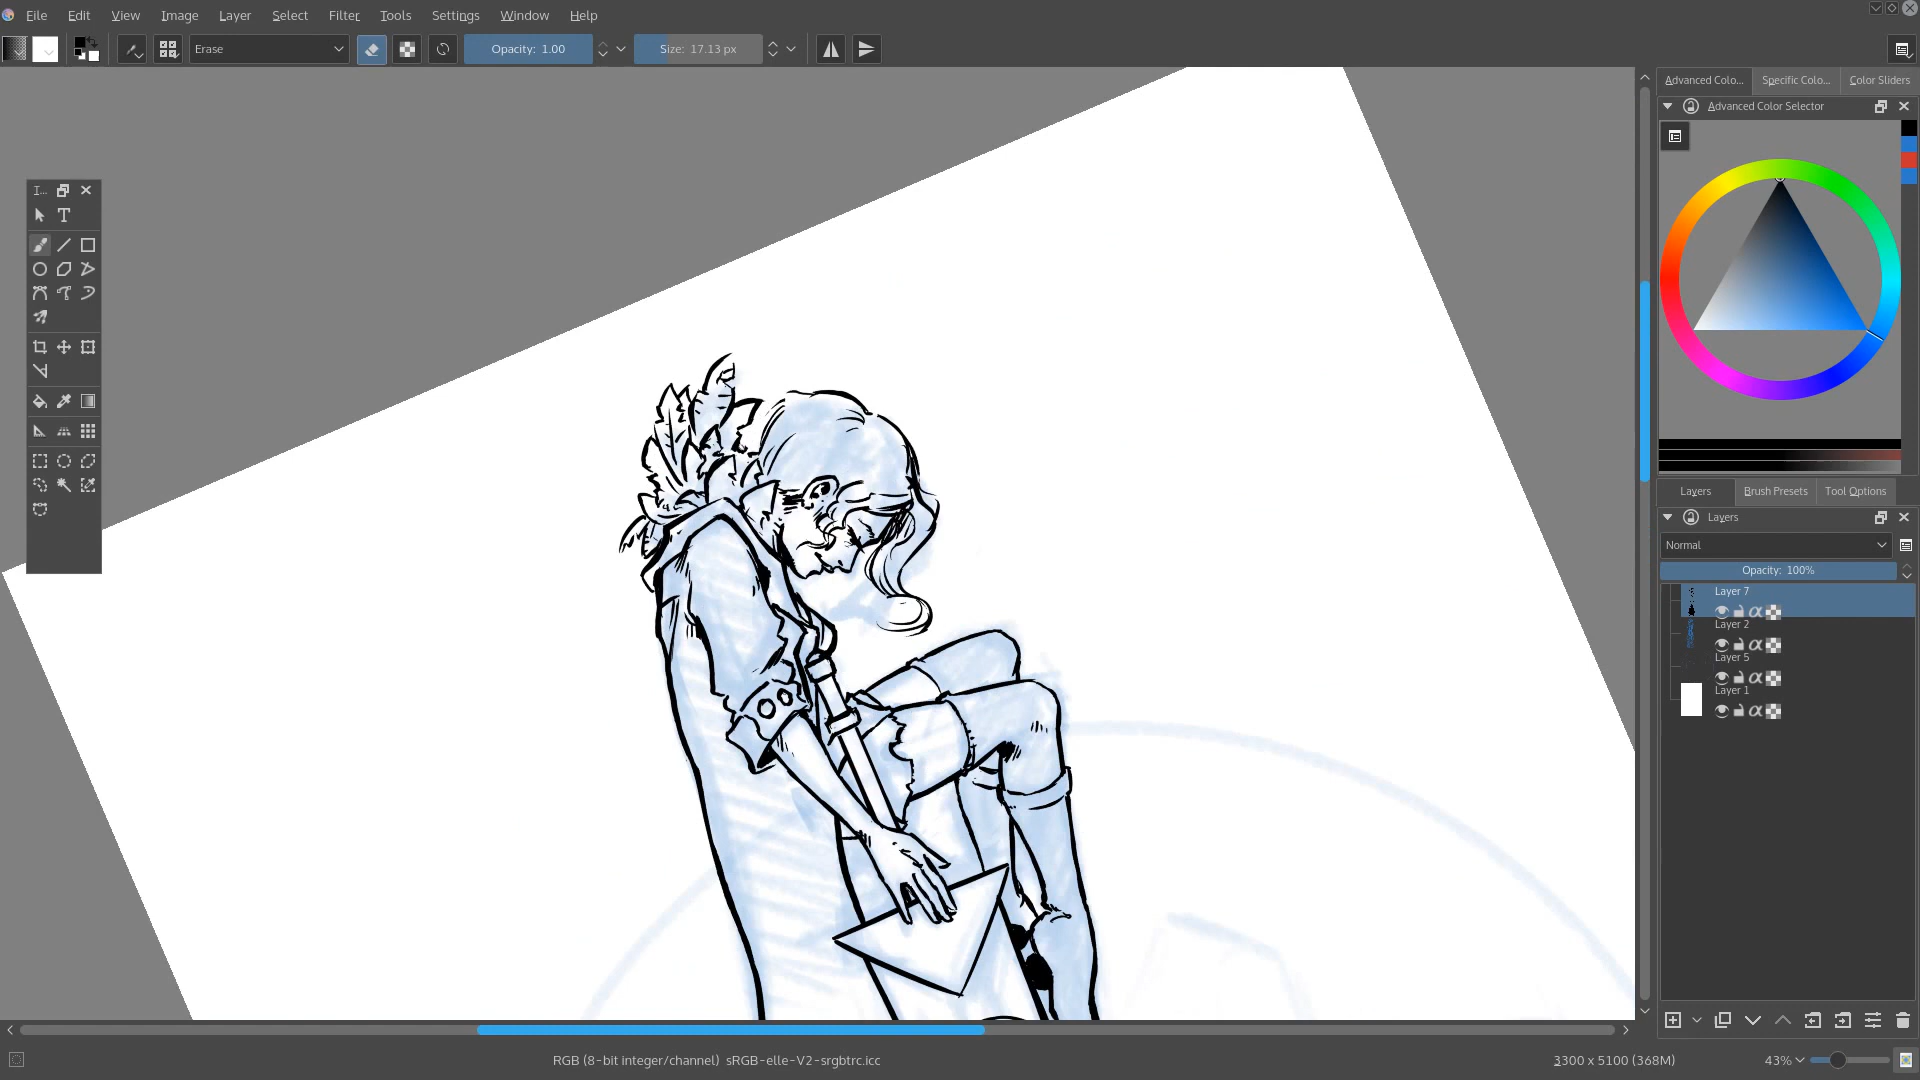 File Edit View Image Layer Select Filter Tools Settings Window Help
Erase Opacity: 1.00 Size: 17.13 px
Advanced Colo... Specific Colo... Color Sliders
Advanced Color Selector
I...
T
Layers Brush Presets Tool Options
Layers
Normal
Opacity: 100%
Layer 7
Layer 2
Layer 5
Layer 1
RGB (8-bit integer/channel) sRGB-elle-V2-srgbtrc.icc 3300 x 5100 (368M) 43%